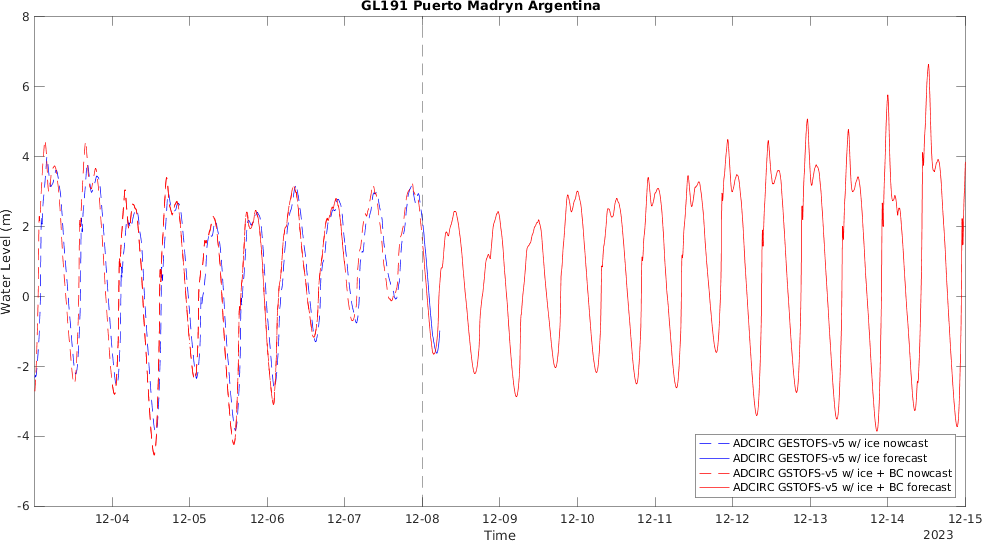 GL191 Puerto Madryn Argentina
8
6
4
2
0
-2
-4
-6
Water Level (m)
ADCIRC GESTOFS-v5 w/ ice nowcast
ADCIRC GESTOFS-v5 w/ ice forecast
ADCIRC GSTOFS-v5 w/ ice + BC nowcast
ADCIRC GSTOFS-v5 w/ ice + BC forecast
12-04 12-05 12-06 12-07 12-08 12-09 12-10 12-11 12-12 12-13 12-14 12-15
Time
2023